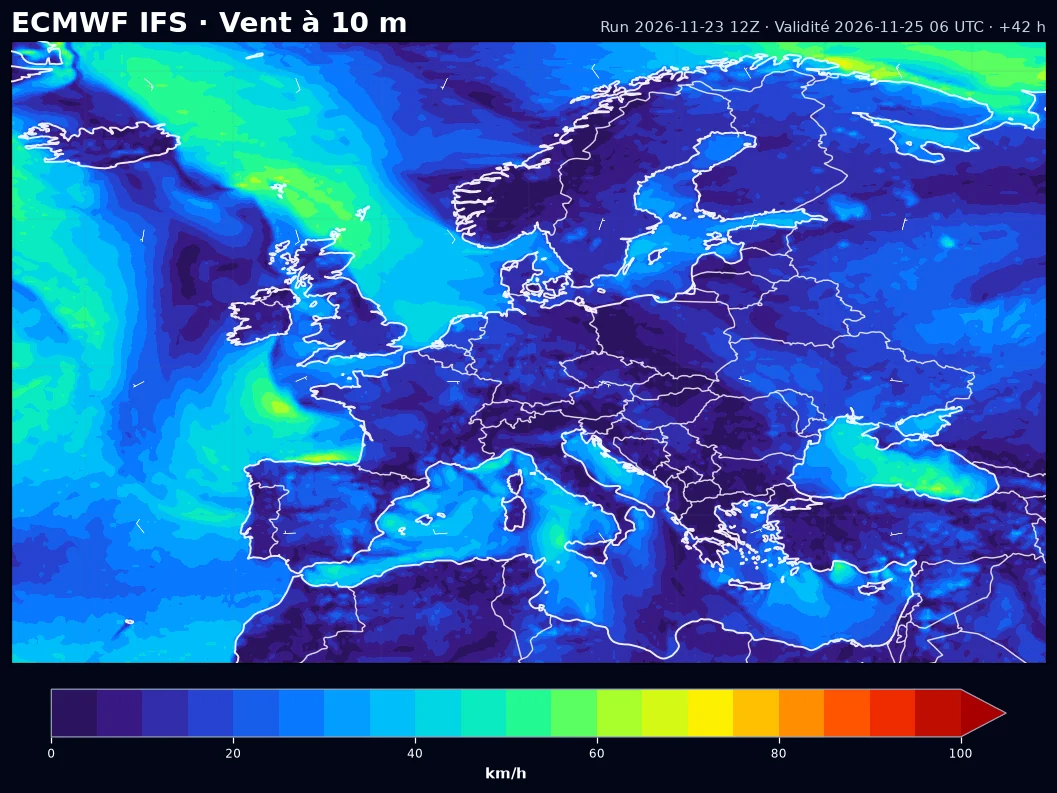 ECMWF IFS · Vent à 10 m
Run 2026-11-23 12Z · Validité 2026-11-25 06 UTC · +42 h
0 20 40 60 80 100
km/h